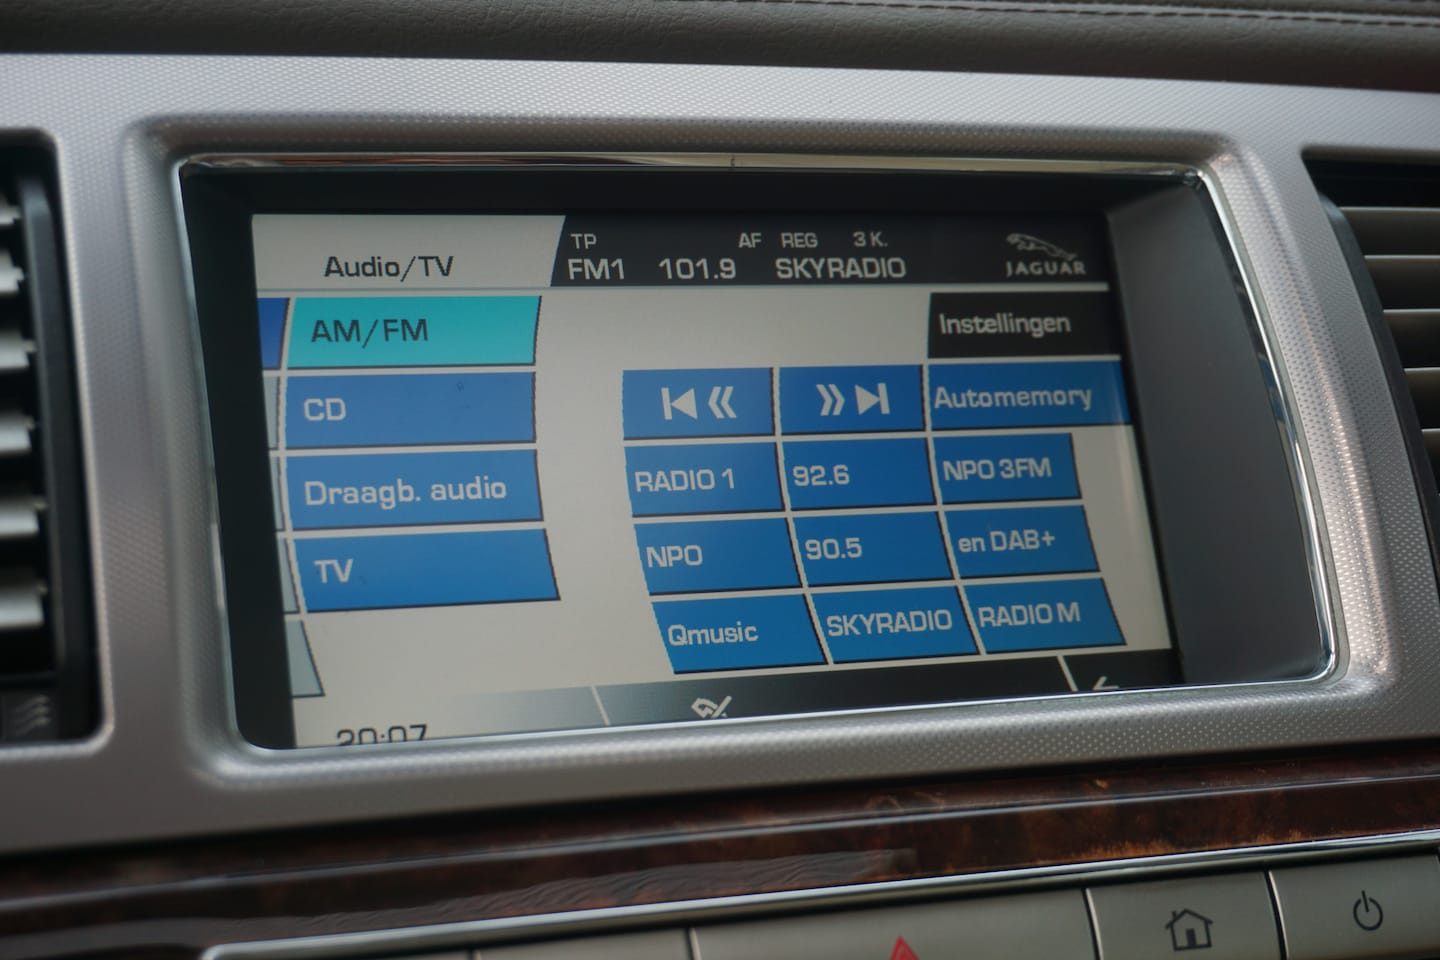 Audio/TV
TP AF REG 3 K.
FM1 101.9 SKYRADIO
JAGUAR
AM/FM
Instellingen
CD
Automemory
Draagb. audio
RADIO 1 92.6 NPO 3FM
TV
NPO 90.5 en DAB+
Qmusic SKYRADIO RADIO M
20:07